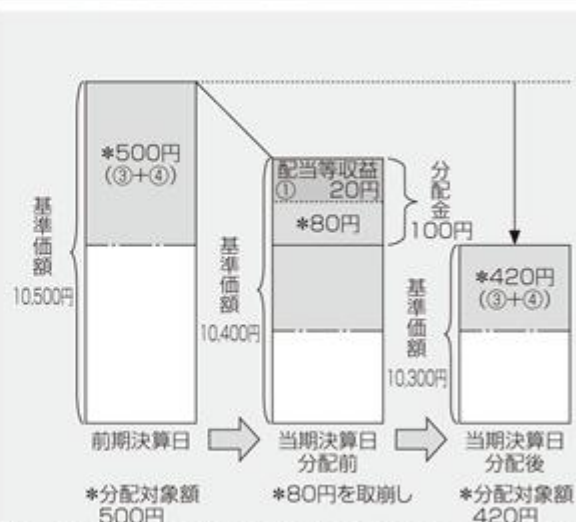 *500円
(③+④)
基準価額
10,500円
配当等収益
① 20円
*80円
分配金
100円
基準価額
10,400円
*420円
(③+④)
基準価額
10,300円
前期決算日
当期決算日
分配前
当期決算日
分配後
*分配対象額
500円
*80円を取崩し
*分配対象額
420円